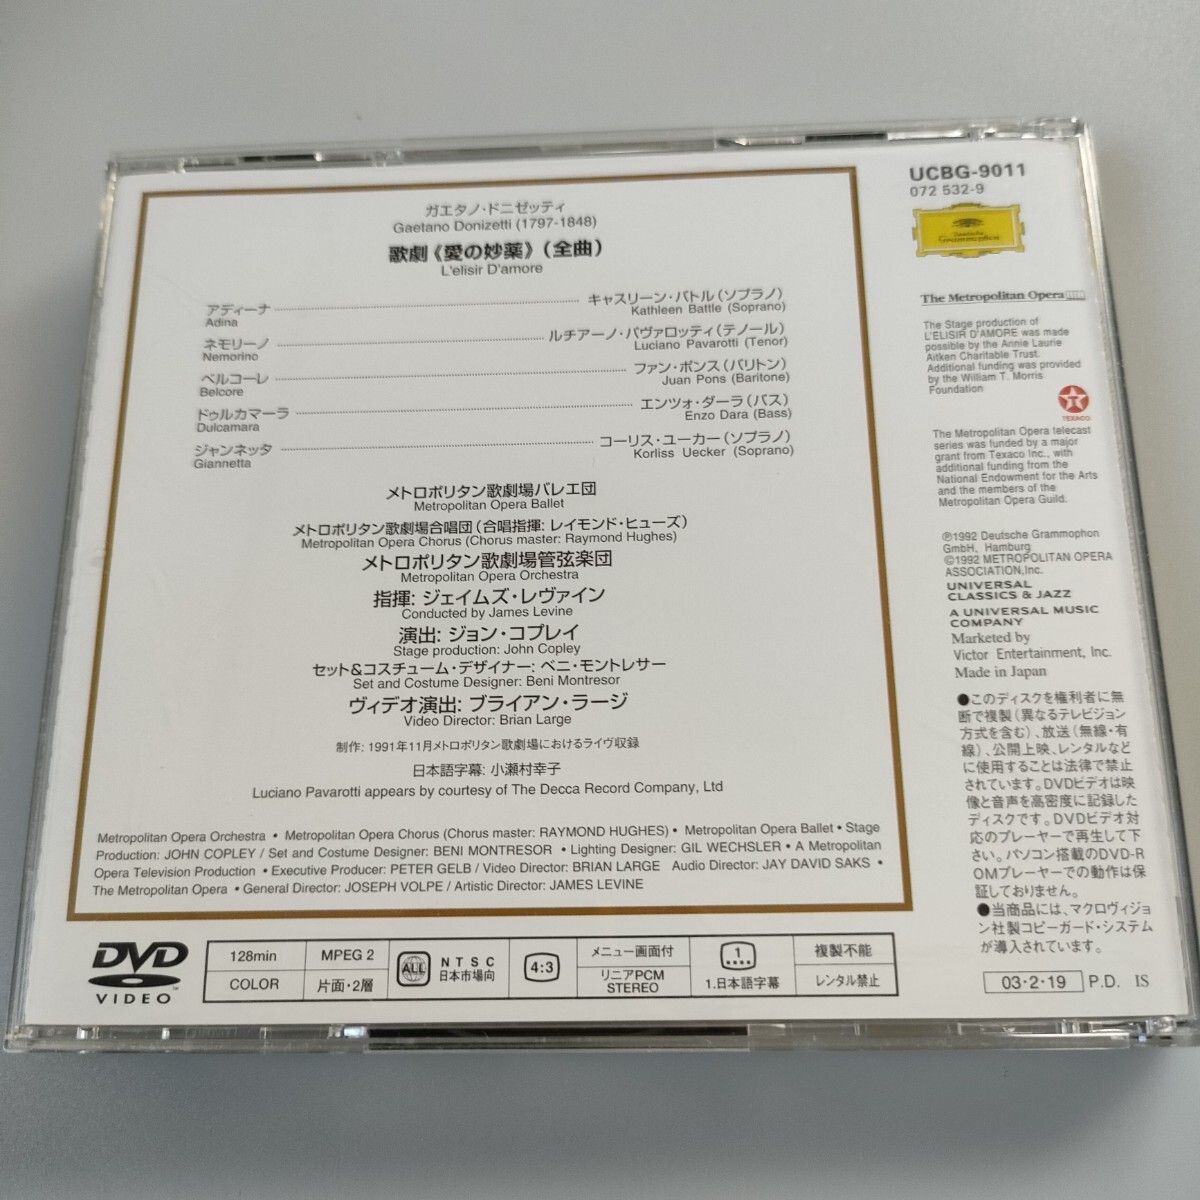 ガエタノ・ドニゼッティ
Gaetano Donizetti (1797-1848)
歌劇《愛の妙薬》(全曲)
L'elisir D'amore
アディーナ キャスリーン・バトル(ソプラノ)
Adina Kathleen Battle (Soprano)
ネモリーノ ルチアーノ・パヴァロッティ(テノール)
Nemorino Luciano Pavarotti (Tenor)
ベルコーレ ファン・ポンス(バリトン)
Belcore Juan Pons (Baritone)
ドゥルカマーラ エンツォ・ダーラ(バス)
Dulcamara Enzo Dara (Bass)
ジャンネッタ コーリス・ユーカー(ソプラノ)
Giannetta Korliss Uecker (Soprano)
メトロポリタン歌劇場バレエ団
Metropolitan Opera Ballet
メトロポリタン歌劇場合唱団(合唱指揮: レイモンド・ヒューズ)
Metropolitan Opera Chorus (Chorus master: Raymond Hughes)
メトロポリタン歌劇場管弦楽団
Metropolitan Opera Orchestra
指揮: ジェイムズ・レヴァイン
Conducted by James Levine
演出: ジョン・コプレイ
Stage production: John Copley
セット&コスチューム・デザイナー: ベニ・モントレサー
Set and Costume Designer: Beni Montresor
ヴィデオ演出: ブライアン・ラージ
Video Director: Brian Large
制作: 1991年11月メトロポリタン歌劇場におけるライヴ収録
日本語字幕: 小瀬村幸子
Luciano Pavarotti appears by courtesy of The Decca Record Company, Ltd
Metropolitan Opera Orchestra • Metropolitan Opera Chorus (Chorus master: RAYMOND HUGHES) • Metropolitan Opera Ballet • Stage
Production: JOHN COPLEY / Set and Costume Designer: BENI MONTRESOR • Lighting Designer: GIL WECHSLER • A Metropolitan
Opera Television Production • Executive Producer: PETER GELB / Video Director: BRIAN LARGE Audio Director: JAY DAVID SAKS •
The Metropolitan Opera • General Director: JOSEPH VOLPE / Artistic Director: JAMES LEVINE
DVD
VIDEO
128min
COLOR
MPEG 2
片面・2層
ALL
NTSC
日本市場向
4:3
メニュー画面付
リニアPCM
STEREO
1
1.日本語字幕
複製不能
レンタル禁止
UCBG-9011
072 532-9
Deutsche
Grammophon
The Metropolitan Opera
The Stage production of
L'ELISIR D'AMORE was made
possible by the Annie Laurie
Aitken Charitable Trust.
Additional funding was provided
by the William T. Morris
Foundation
TEXACO
The Metropolitan Opera telecast
series was funded by a major
grant from Texaco Inc., with
additional funding from the
National Endowment for the Arts
and the members of the
Metropolitan Opera Guild.
℗1992 Deutsche Grammophon
GmbH, Hamburg
©1992 METROPOLITAN OPERA
ASSOCIATION,Inc.
UNIVERSAL
CLASSICS & JAZZ
A UNIVERSAL MUSIC
COMPANY
Marketed by
Victor Entertainment, Inc.
Made in Japan
●このディスクを権利者に無
断で複製(異なるテレビジョン
方式を含む)、放送(無線・有
線)、公開上映、レンタルなど
に使用することは法律で禁止
されています。DVDビデオは映
像と音声を高密度に記録した
ディスクです。DVDビデオ対
応のプレーヤーで再生して下
さい。パソコン搭載のDVD-R
OMプレーヤーでの動作は保
証しておりません。
●当商品には、マクロヴィジョ
ン社製コピーガード・システム
が導入されています。
03・2・19 P.D. IS